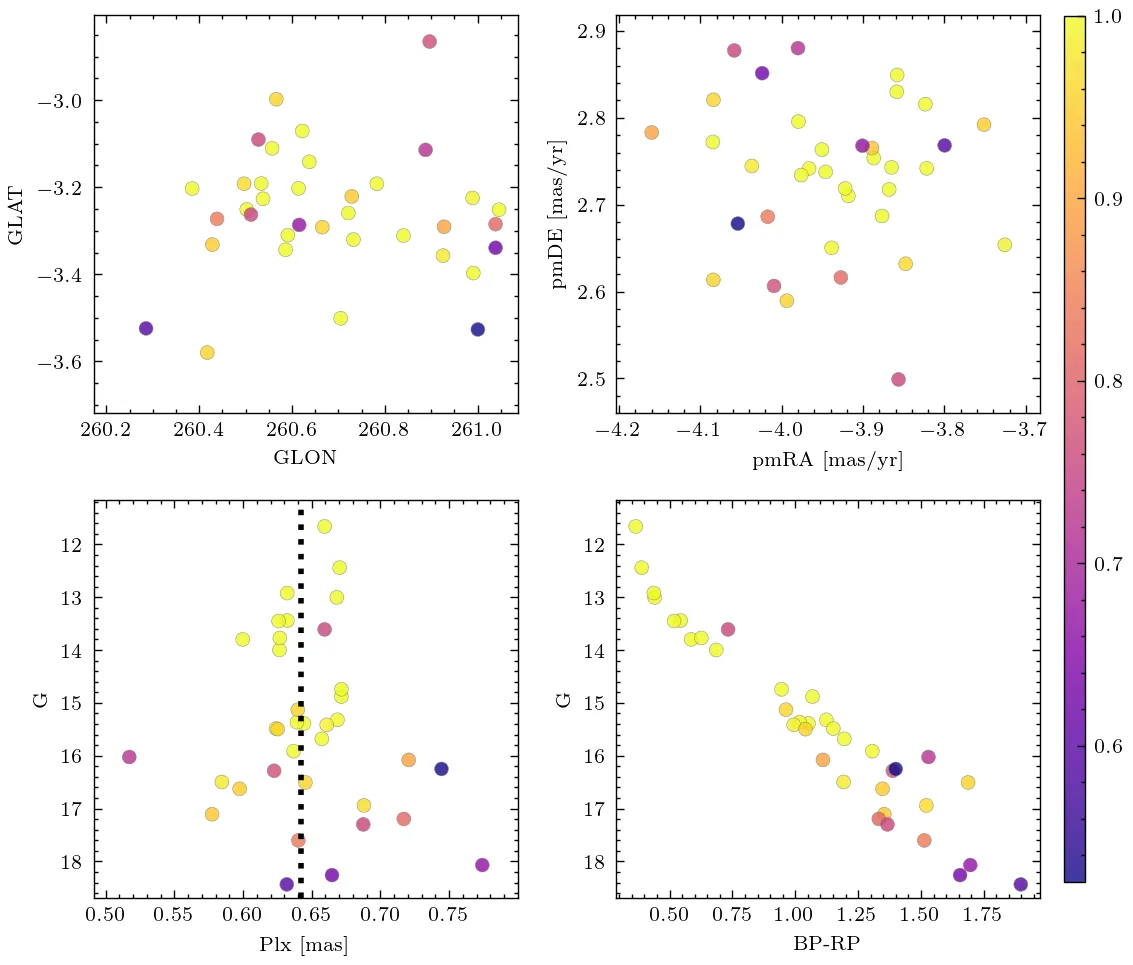 −3.0
−3.2
−3.4
−3.6
GLAT
260.2 260.4 260.6 260.8 261.0
GLON
2.9
2.8
2.7
2.6
2.5
pmDE [mas/yr]
−4.2 −4.1 −4.0 −3.9 −3.8 −3.7
pmRA [mas/yr]
12
13
14
15
16
17
18
G
0.50 0.55 0.60 0.65 0.70 0.75
Plx [mas]
12
13
14
15
16
17
18
G
0.50 0.75 1.00 1.25 1.50 1.75
BP-RP
1.0
0.9
0.8
0.7
0.6